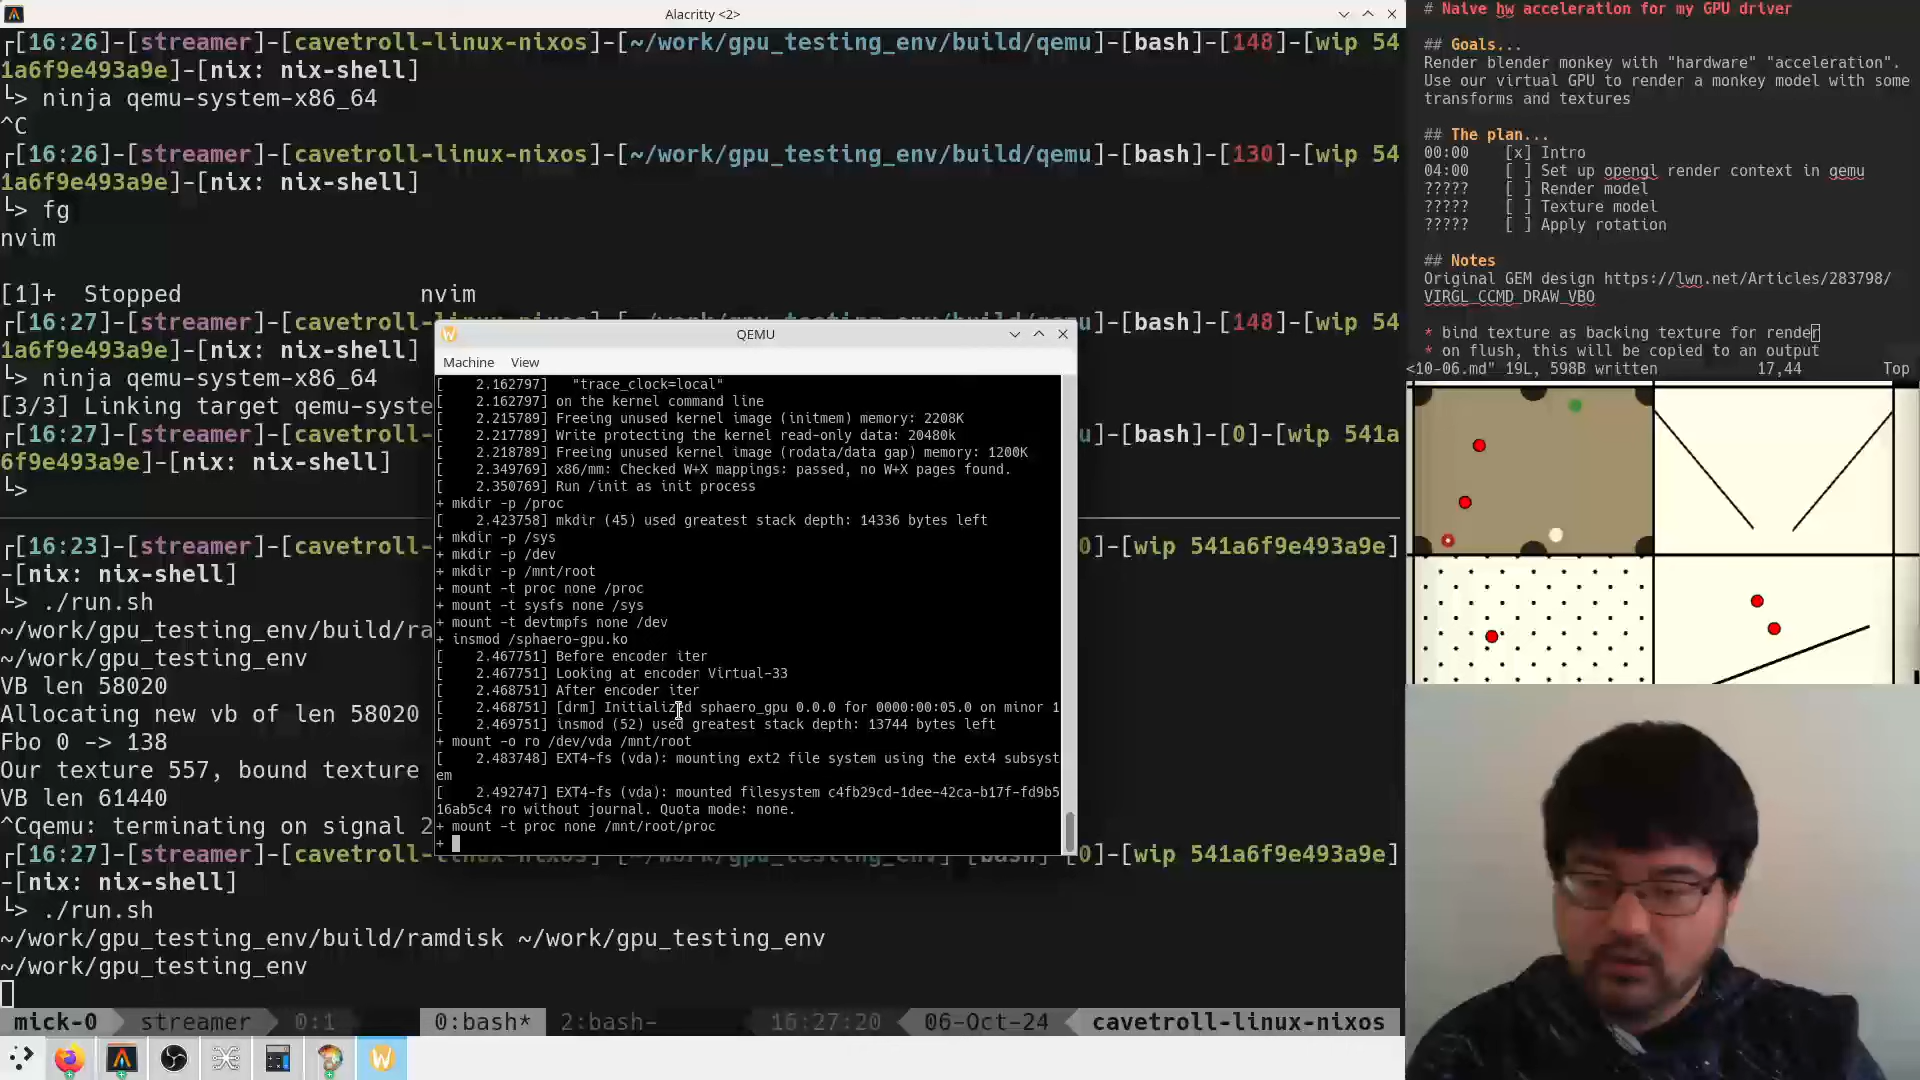 Alacritty <2>
┌[16:26]-[streamer]-[cavetroll-linux-nixos]-[~/work/gpu_testing_env/build/qemu]-[bash]-[148]-[wip 54
1a6f9e493a9e]-[nix: nix-shell]
└> ninja qemu-system-x86_64
^C
┌[16:26]-[streamer]-[cavetroll-linux-nixos]-[~/work/gpu_testing_env/build/qemu]-[bash]-[130]-[wip 54
1a6f9e493a9e]-[nix: nix-shell]
└> fg
nvim
[1]+  Stopped                 nvim
┌[16:27]-[streamer]-[cavetroll-linux-nixos]-[~/work/gpu_testing_env/build/qemu]-[bash]-[148]-[wip 54
1a6f9e493a9e]-[nix: nix-shell]
└> ninja qemu-system-x86_64
[3/3] Linking target qemu-syste
┌[16:27]-[streamer]-[cavetroll-l u]-[bash]-[0]-[wip 541a
6f9e493a9e]-[nix: nix-shell]
└>
┌[16:23]-[streamer]-[cavetroll-l 0]-[wip 541a6f9e493a9e]
-[nix: nix-shell]
└> ./run.sh
~/work/gpu_testing_env/build/ra
~/work/gpu_testing_env
VB len 58020
Allocating new vb of len 58020
Fbo 0 -> 138
Our texture 557, bound texture
VB len 61440
^Cqemu: terminating on signal 2
┌[16:27]-[streamer]-[cavetroll-linux-nixos]-[~/work/gpu_testing_env]-[bash]-[0]-[wip 541a6f9e493a9e]
-[nix: nix-shell]
└> ./run.sh
~/work/gpu_testing_env/build/ramdisk ~/work/gpu_testing_env
~/work/gpu_testing_env
mick-0 streamer 0:1 0:bash* 2:bash- 16:27:20 06-Oct-24 cavetroll-linux-nixos
QEMU
Machine View
[    2.162797]   "trace_clock=local"
[    2.162797] on the kernel command line
[    2.215789] Freeing unused kernel image (initmem) memory: 2208K
[    2.217789] Write protecting the kernel read-only data: 20480k
[    2.218789] Freeing unused kernel image (rodata/data gap) memory: 1200K
[    2.349769] x86/mm: Checked W+X mappings: passed, no W+X pages found.
[    2.350769] Run /init as init process
+ mkdir -p /proc
[    2.423758] mkdir (45) used greatest stack depth: 14336 bytes left
+ mkdir -p /sys
+ mkdir -p /dev
+ mkdir -p /mnt/root
+ mount -t proc none /proc
+ mount -t sysfs none /sys
+ mount -t devtmpfs none /dev
+ insmod /sphaero-gpu.ko
[    2.467751] Before encoder iter
[    2.467751] Looking at encoder Virtual-33
[    2.468751] After encoder iter
[    2.468751] [drm] Initialized sphaero_gpu 0.0.0 for 0000:00:05.0 on minor 1
[    2.469751] insmod (52) used greatest stack depth: 13744 bytes left
+ mount -o ro /dev/vda /mnt/root
[    2.483748] EXT4-fs (vda): mounting ext2 file system using the ext4 subsyst
em
[    2.492747] EXT4-fs (vda): mounted filesystem c4fb29cd-1dee-42ca-b17f-fd9b5
16ab5c4 ro without journal. Quota mode: none.
+ mount -t proc none /mnt/root/proc
+
# Naive hw acceleration for my GPU driver
## Goals...
Render blender monkey with "hardware" "acceleration".
Use our virtual GPU to render a monkey model with some
transforms and textures
## The plan...
00:00    [x] Intro
04:00    [ ] Set up opengl render context in qemu
?????    [ ] Render model
?????    [ ] Texture model
?????    [ ] Apply rotation
## Notes
Original GEM design https://lwn.net/Articles/283798/
VIRGL_CCMD_DRAW_VBO
* bind texture as backing texture for render
* on flush, this will be copied to an output
<10-06.md" 19L, 598B written    17,44    Top